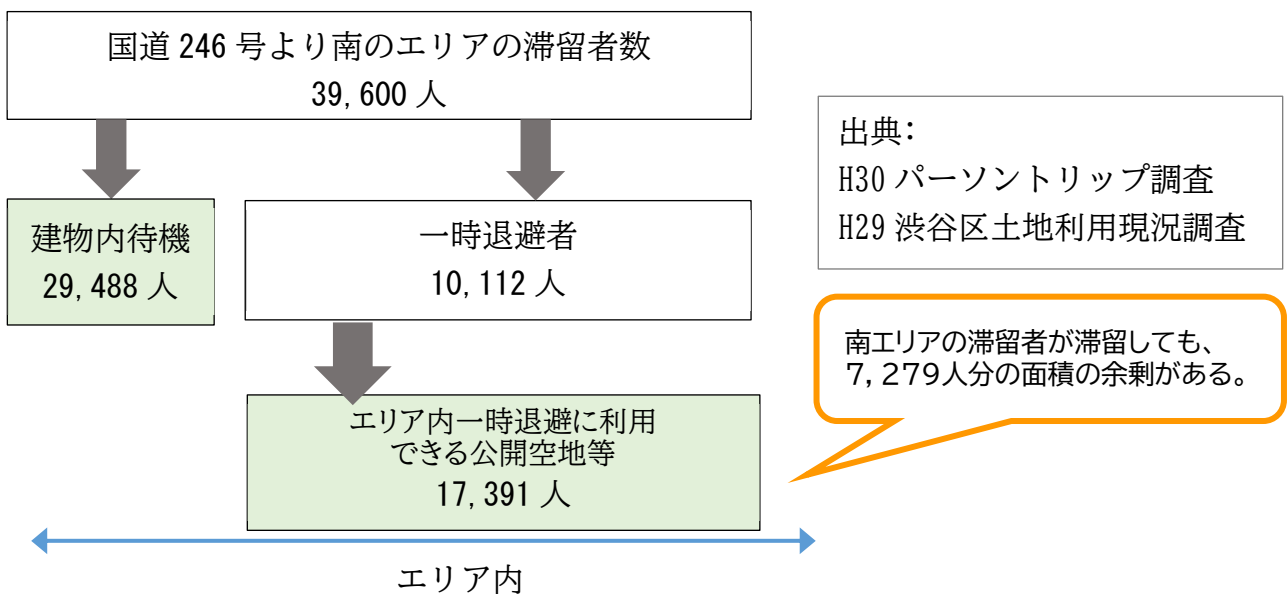 国道 246 号より南のエリアの滞留者数
39,600 人
出典：
H30 パーソントリップ調査
H29 渋谷区土地利用現況調査
建物内待機
29,488 人
一時退避者
10,112 人
南エリアの滞留者が滞留しても、
7,279人分の面積の余剰がある。
エリア内一時退避に利用
できる公開空地等
17,391 人
エリア内